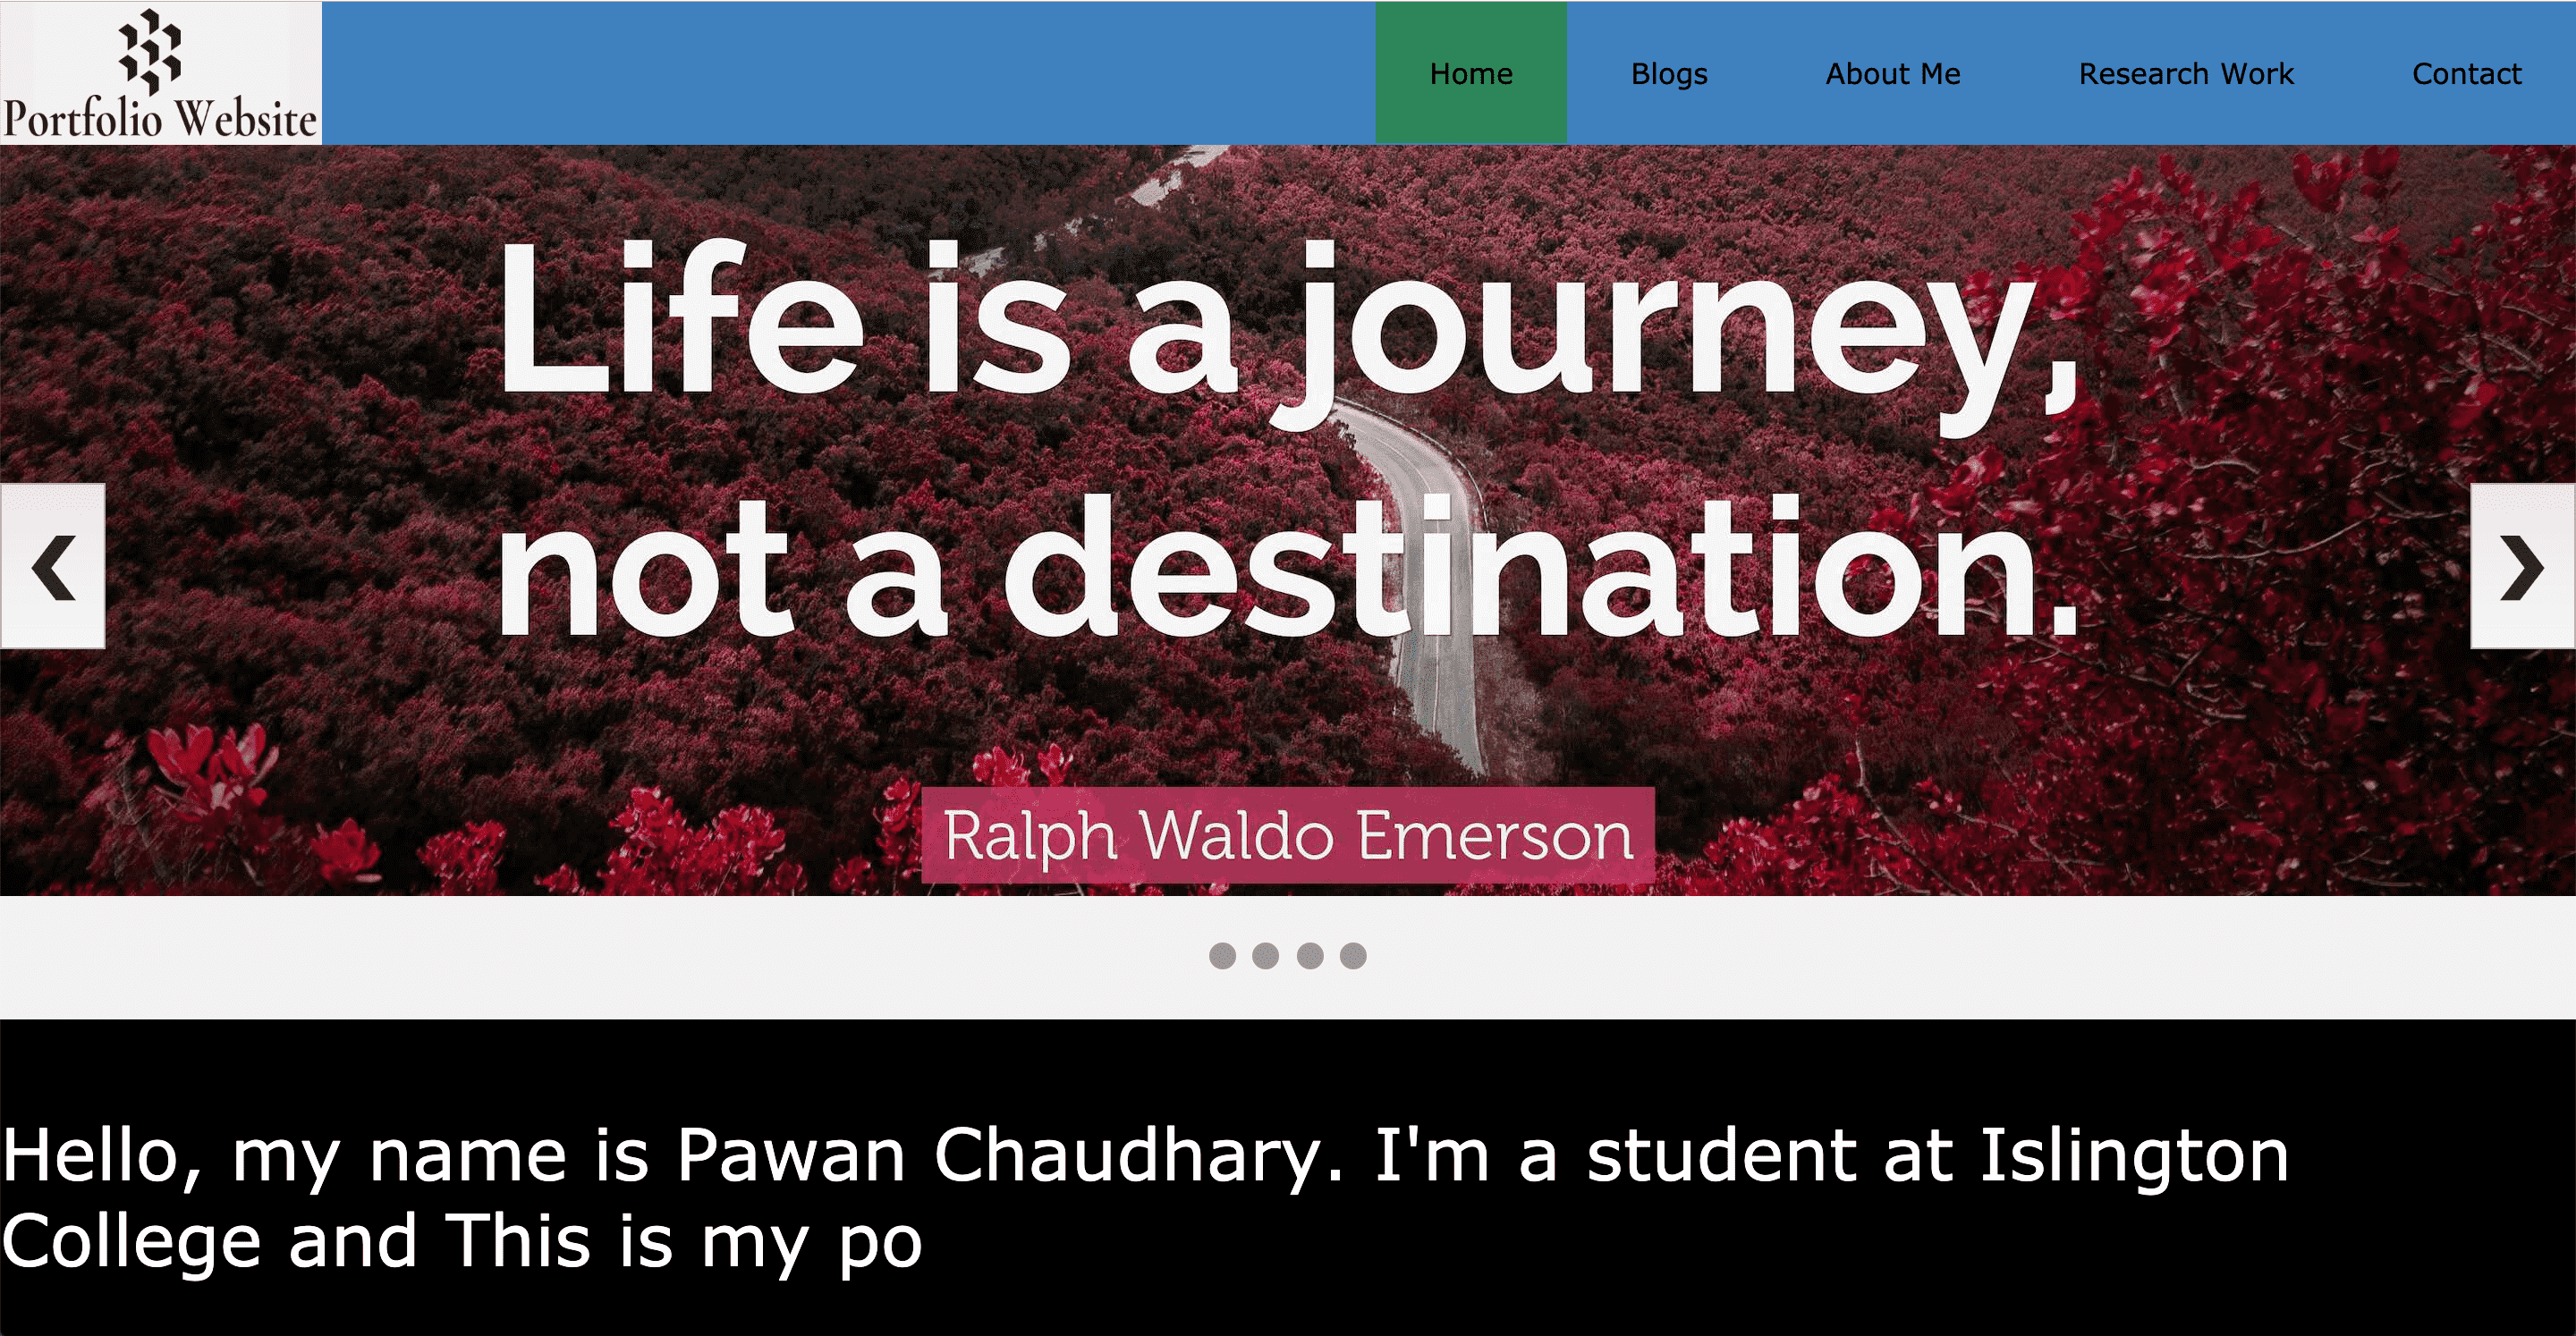 Portfolio Website
Home
Blogs
About Me
Research Work
Contact
Life is a journey,
not a destination.
Ralph Waldo Emerson
Hello, my name is Pawan Chaudhary. I'm a student at Islington
College and This is my po